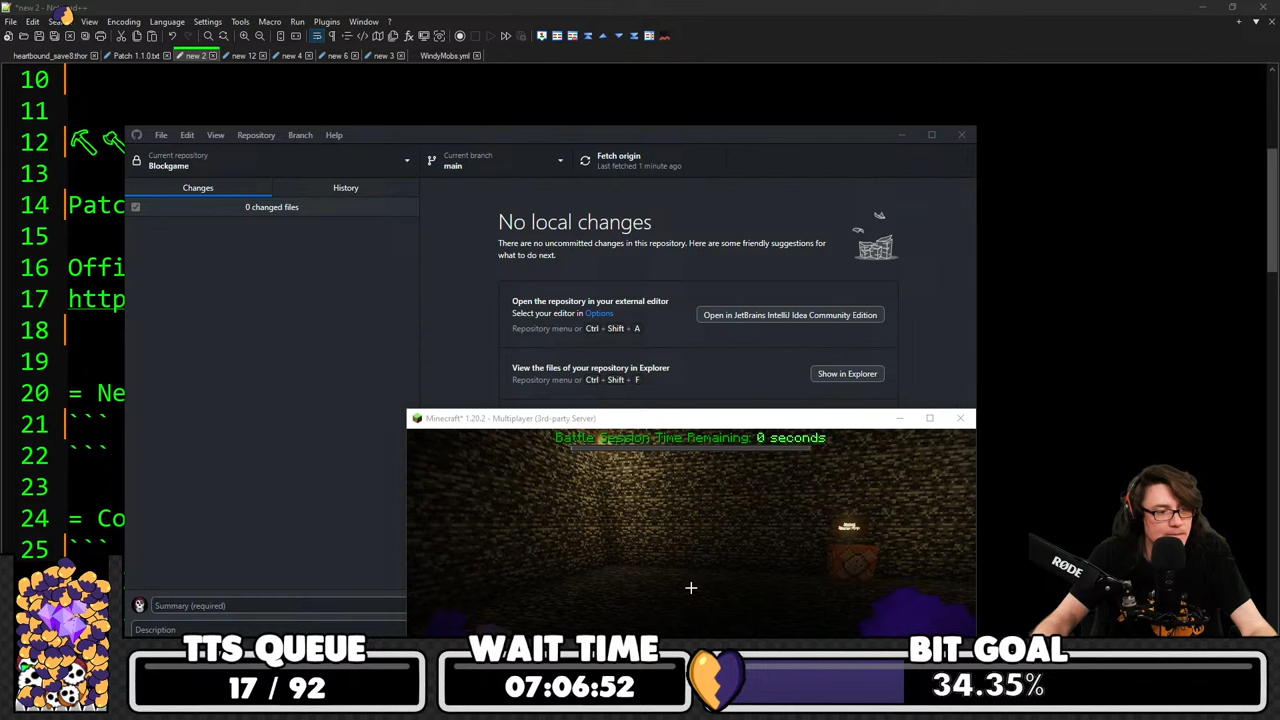 *new 2 - Notepad++
File
Edit
View
Encoding
Language
Settings
Tools
Macro
Run
Plugins
Window
?
heartbound_save8.thor
Patch 1.1.0.txt
new 2
new 12
new 4
new 6
new 3
WindyMobs.yml
10
11
12
13
14 Patc
15
16 Offi
17 http
18
19
20 = Ne
21 ```
22 ```
23
24 = Co
25 ```
File Edit View Repository Branch Help
Current repository
Blockgame
Current branch
main
Fetch origin
Last fetched 1 minute ago
Changes
History
0 changed files
No local changes
There are no uncommitted changes in this repository. Here are some friendly suggestions for
what to do next.
Open the repository in your external editor
Select your editor in Options
Repository menu or Ctrl + Shift + A
Open in JetBrains IntelliJ Idea Community Edition
View the files of your repository in Explorer
Repository menu or Ctrl + Shift + F
Show in Explorer
Summary (required)
Description
Minecraft* 1.20.2 - Multiplayer (3rd-party Server)
Battle Session Time Remaining: 0 seconds
RØDE
TTS QUEUE
17 / 92
WAIT TIME
07:06:52
BIT GOAL
34.35%